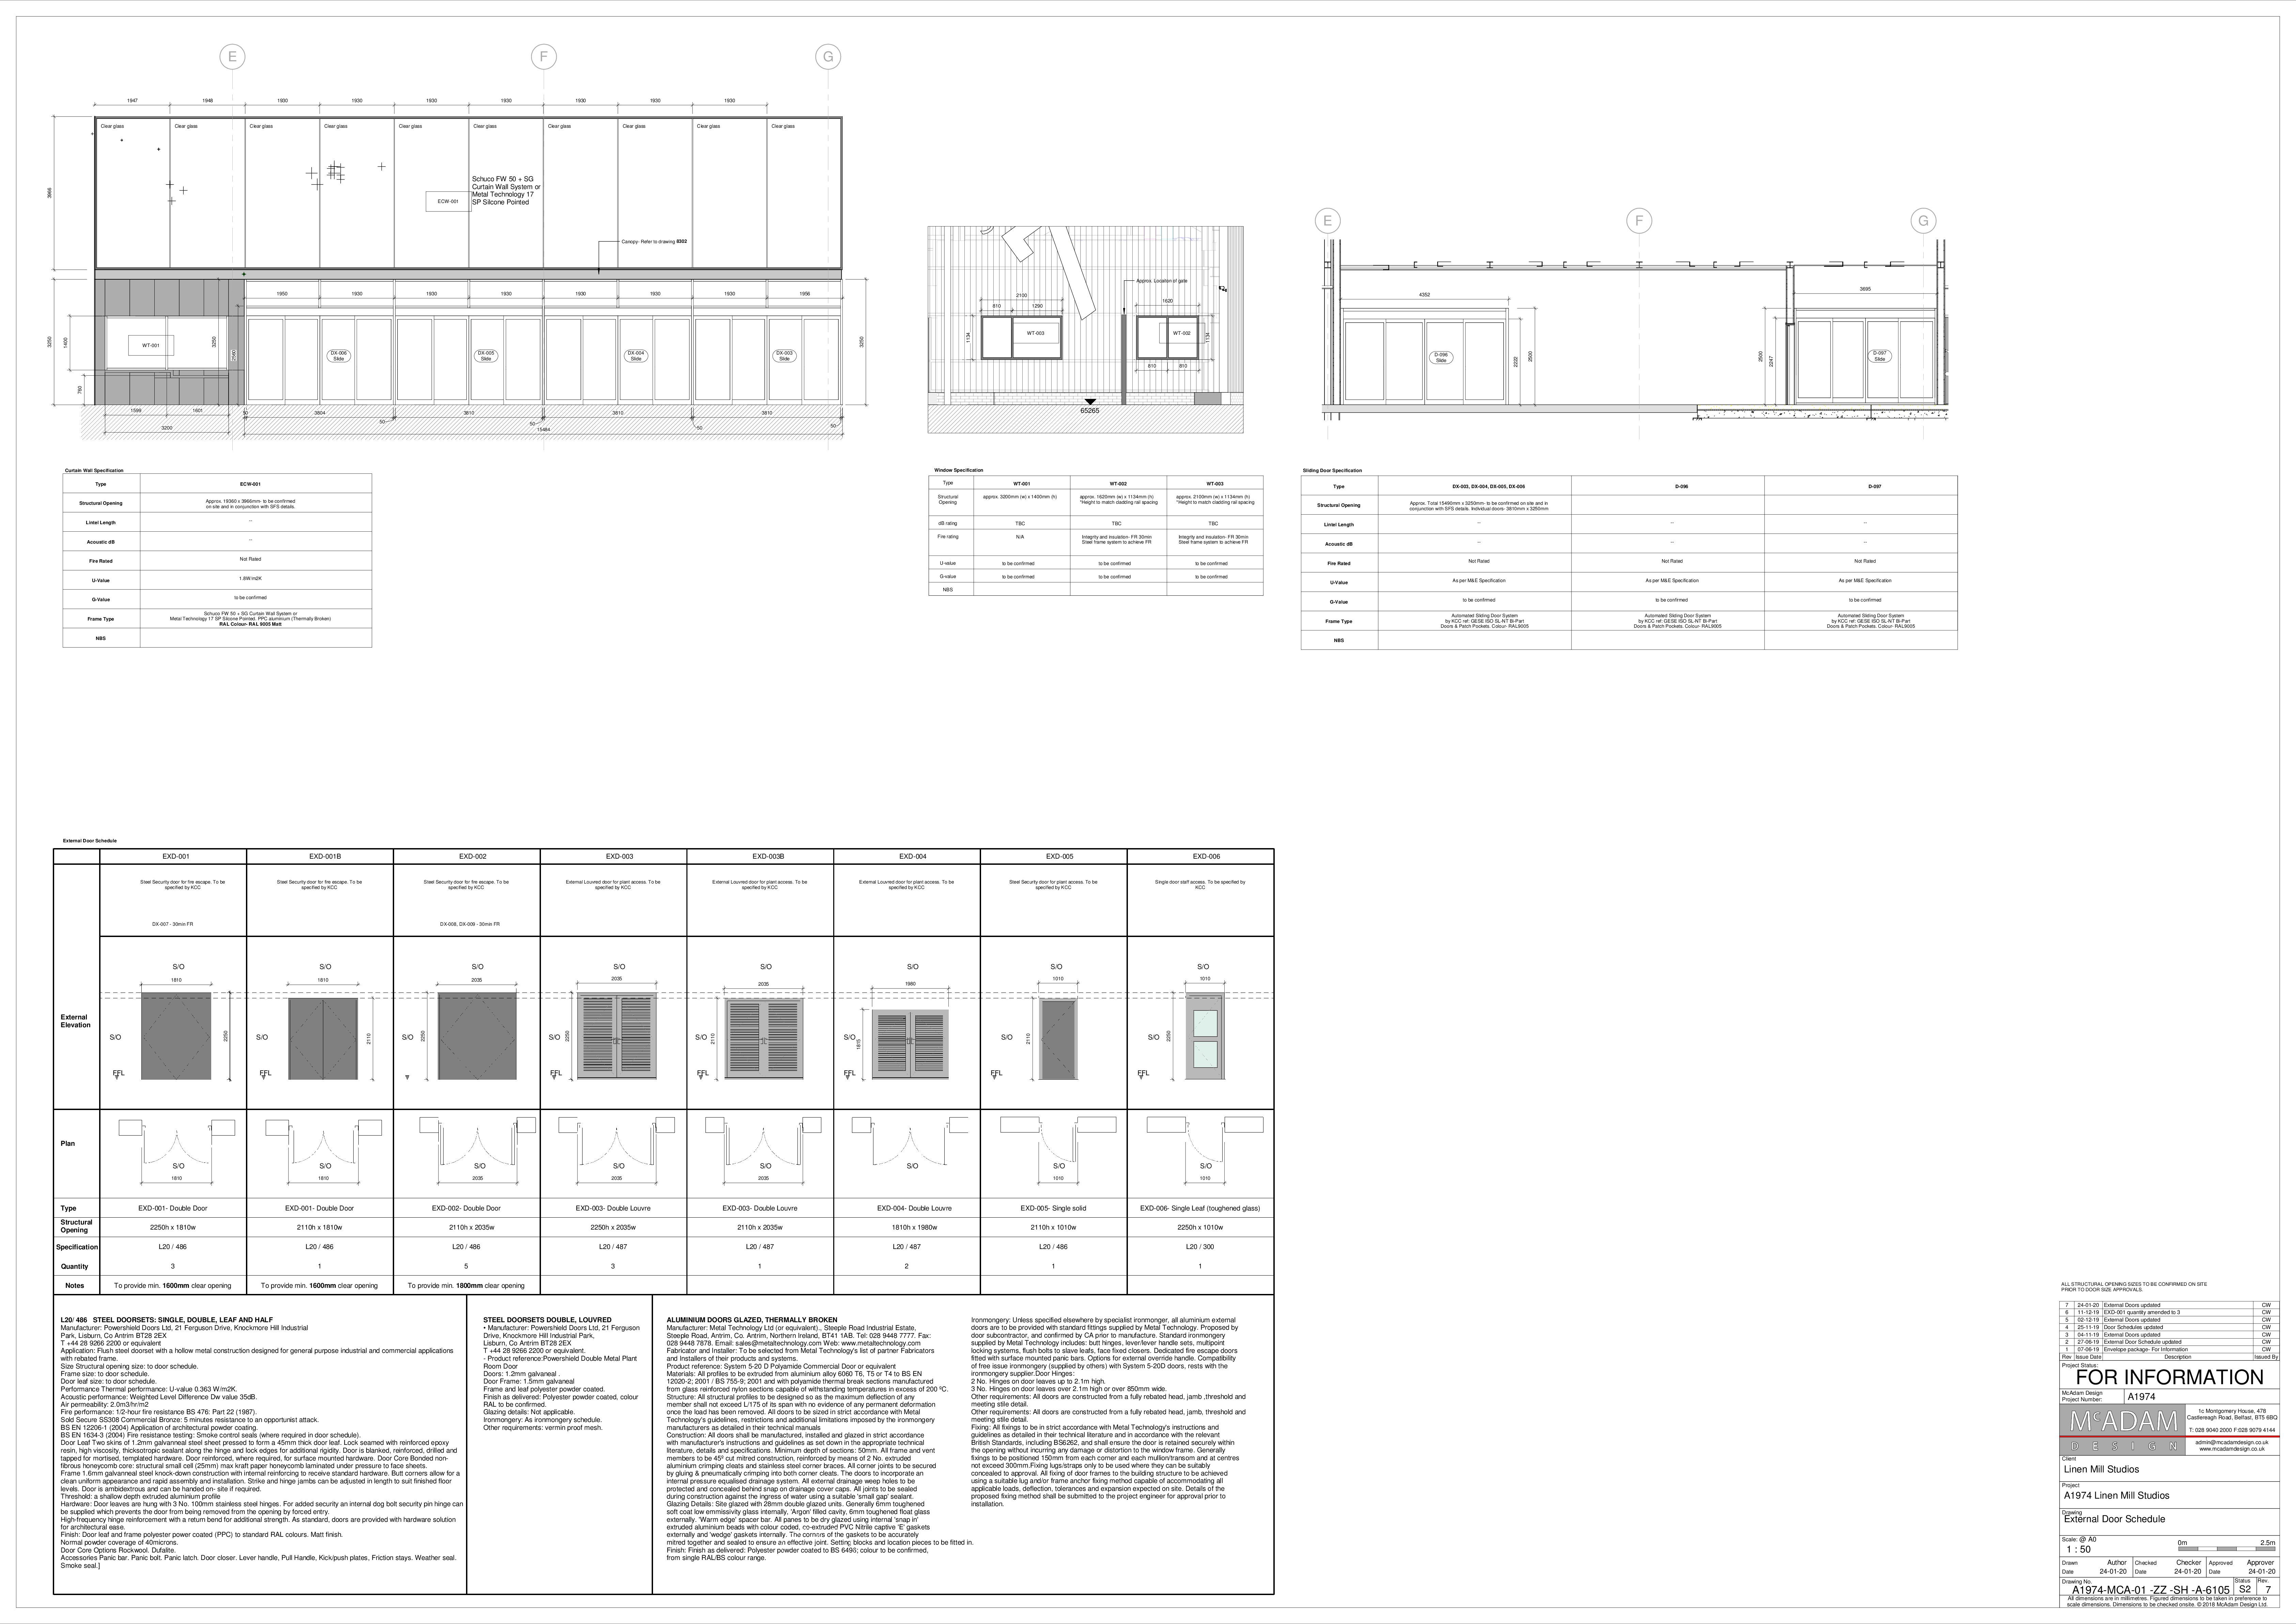 E
F
G
1947
1948
1930
1930
1930
1930
1930
1930
1930
Clear glass
Clear glass
Clear glass
Clear glass
Clear glass
Clear glass
Clear glass
Clear glass
Clear glass
Clear glass
3966
ECW-001
Schuco FW 50 + SG
Curtain Wall System or
Metal Technology 17
SP Silcone Pointed
Canopy- Refer to drawing 8302
1950
1930
1930
1930
1930
1930
1930
1956
3250
1400
760
WT-001
3250
2560
DX-006
Slide
DX-005
Slide
DX-004
Slide
DX-003
Slide
3250
1599
1601
3200
50
3804
50
3810
50
3810
50
3910
50
15484
Approx. Location of gate
2100
810
1290
1134
WT-003
1620
WT-002
1134
810
810
65265
E
F
G
4352
D-096
Slide
2222
2500
3695
2500
2247
D-097
Slide
Curtain Wall Specification
Type
ECW-001
Structural Opening
Approx. 19360 x 3966mm- to be confirmed
on site and in conjunction with SFS details.
Lintel Length
--
Acoustic dB
--
Fire Rated
Not Rated
U-Value
1.8W/m2K
G-Value
to be confirmed
Frame Type
Schuco FW 50 + SG Curtain Wall System or
Metal Technology 17 SP Silcone Pointed. PPC aluminium (Thermally Broken)
RAL Colour- RAL 9005 Matt
NBS
Window Specification
Type
WT-001
WT-002
WT-003
Structural
Opening
approx. 3200mm (w) x 1400mm (h)
approx. 1620mm (w) x 1134mm (h)
*Height to match cladding rail spacing
approx. 2100mm (w) x 1134mm (h)
*Height to match cladding rail spacing
dB rating
TBC
TBC
TBC
Fire rating
N/A
Integrity and insulation- FR 30min
Steel frame system to achieve FR
Integrity and insulation- FR 30min
Steel frame system to achieve FR
U-value
to be confirmed
to be confirmed
to be confirmed
G-value
to be confirmed
to be confirmed
to be confirmed
NBS
Sliding Door Specification
Type
DX-003, DX-004, DX-005, DX-006
D-096
D-097
Structural Opening
Approx. Total 15490mm x 3250mm- to be confirmed on site and in
conjunction with SFS details. Individual doors- 3810mm x 3250mm
Lintel Length
--
--
--
Acoustic dB
--
--
--
Fire Rated
Not Rated
Not Rated
Not Rated
U-Value
As per M&E Specification
As per M&E Specification
As per M&E Specification
G-Value
to be confirmed
to be confirmed
to be confirmed
Frame Type
Automated Sliding Door System
by KCC ref: GESE ISO SL-NT Bi-Part
Doors & Patch Pockets. Colour- RAL9005
Automated Sliding Door System
by KCC ref: GESE ISO SL-NT Bi-Part
Doors & Patch Pockets. Colour- RAL9005
Automated Sliding Door System
by KCC ref: GESE ISO SL-NT Bi-Part
Doors & Patch Pockets. Colour- RAL9005
NBS
External Door Schedule
EXD-001
EXD-001B
EXD-002
EXD-003
EXD-003B
EXD-004
EXD-005
EXD-006
Steel Security door for fire escape. To be
specified by KCC
Steel Security door for fire escape. To be
specified by KCC
Steel Security door for fire escape. To be
specified by KCC
External Louvred door for plant access. To be
specified by KCC
External Louvred door for plant access. To be
specified by KCC
External Louvred door for plant access. To be
specified by KCC
Steel Security door for plant access. To be
specified by KCC
Single door staff access. To be specified by
KCC
DX-007 - 30min FR
DX-008, DX-009 - 30min FR
External
Elevation
S/O
1810
S/O
2250
FFL
S/O
1810
S/O
2110
FFL
S/O
2035
S/O
2250
S/O
2035
S/O
2250
FFL
S/O
2035
S/O
2110
FFL
S/O
1980
S/O
1815
FFL
S/O
1010
S/O
2110
FFL
S/O
1010
S/O
2250
FFL
Plan
S/O
1810
S/O
1810
S/O
2035
S/O
2035
S/O
2035
S/O
S/O
1010
S/O
1010
Type
EXD-001- Double Door
EXD-001- Double Door
EXD-002- Double Door
EXD-003- Double Louvre
EXD-003- Double Louvre
EXD-004- Double Louvre
EXD-005- Single solid
EXD-006- Single Leaf (toughened glass)
Structural
Opening
2250h x 1810w
2110h x 1810w
2110h x 2035w
2250h x 2035w
2110h x 2035w
1810h x 1980w
2110h x 1010w
2250h x 1010w
Specification
L20 / 486
L20 / 486
L20 / 486
L20 / 487
L20 / 487
L20 / 487
L20 / 486
L20 / 300
Quantity
3
1
5
3
1
2
1
1
Notes
To provide min. 1600mm clear opening
To provide min. 1600mm clear opening
To provide min. 1800mm clear opening
L20/ 486 STEEL DOORSETS: SINGLE, DOUBLE, LEAF AND HALF
Manufacturer: Powershield Doors Ltd, 21 Ferguson Drive, Knockmore Hill Industrial
Park, Lisburn, Co Antrim BT28 2EX
T +44 28 9266 2200 or equivalent
Application: Flush steel doorset with a hollow metal construction designed for general purpose industrial and commercial applications
with rebated frame.
Size Structural opening size: to door schedule.
Frame size: to door schedule.
Door leaf size: to door schedule.
Performance Thermal performance: U-value 0.363 W/m2K.
Acoustic performance: Weighted Level Difference Dw value 35dB.
Air permeability: 2.0m3/hr/m2
Fire performance: 1/2-hour fire resistance BS 476: Part 22 (1987).
Sold Secure SS308 Commercial Bronze: 5 minutes resistance to an opportunist attack.
BS EN 12206-1 (2004) Application of architectural powder coating.
BS EN 1634-3 (2004) Fire resistance testing: Smoke control seals (where required in door schedule).
Door Leaf Two skins of 1.2mm galvanneal steel sheet pressed to form a 45mm thick door leaf. Lock seamed with reinforced epoxy
resin, high viscosity, thicksotropic sealant along the hinge and lock edges for additional rigidity. Door is blanked, reinforced, drilled and
tapped for mortised, templated hardware. Door reinforced, where required, for surface mounted hardware. Door Core Bonded non-
fibrous honeycomb core: structural small cell (25mm) max kraft paper honeycomb laminated under pressure to face sheets.
Frame 1.6mm galvanneal steel knock-down construction with internal reinforcing to receive standard hardware. Butt corners allow for a
clean uniform appearance and rapid assembly and installation. Strike and hinge jambs can be adjusted in length to suit finished floor
levels. Door is ambidextrous and can be handed on- site if required.
Threshold: a shallow depth extruded aluminium profile
Hardware: Door leaves are hung with 3 No. 100mm stainless steel hinges. For added security an internal dog bolt security pin hinge can
be supplied which prevents the door from being removed from the opening by forced entry.
High-frequency hinge reinforcement with a return bend for additional strength. As standard, doors are provided with hardware solution
for architectural ease.
Finish: Door leaf and frame polyester power coated (PPC) to standard RAL colours. Matt finish.
Normal powder coverage of 40microns.
Door Core Options Rockwool. Dufalite.
Accessories Panic bar. Panic bolt. Panic latch. Door closer. Lever handle, Pull Handle, Kick/push plates, Friction stays. Weather seal.
Smoke seal.]
STEEL DOORSETS DOUBLE, LOUVRED
• Manufacturer: Powershield Doors Ltd, 21 Ferguson
Drive, Knockmore Hill Industrial Park,
Lisburn, Co Antrim BT28 2EX
T +44 28 9266 2200 or equivalent.
- Product reference:Powershield Double Metal Plant
Room Door
Doors: 1.2mm galvaneal .
Door Frame: 1.5mm galvaneal
Frame and leaf polyester powder coated.
Finish as delivered: Polyester powder coated, colour
RAL to be confirmed.
Glazing details: Not applicable.
Ironmongery: As ironmongery schedule.
Other requirements: vermin proof mesh.
ALUMINIUM DOORS GLAZED, THERMALLY BROKEN
Manufacturer: Metal Technology Ltd (or equivalent)., Steeple Road Industrial Estate,
Steeple Road, Antrim, Co. Antrim, Northern Ireland, BT41 1AB. Tel: 028 9448 7777. Fax:
028 9448 7878. Email: sales@metaltechnology.com Web: www.metaltechnology.com
Fabricator and Installer: To be selected from Metal Technology's list of partner Fabricators
and Installers of their products and systems.
Product reference: System 5-20 D Polyamide Commercial Door or equivalent
Materials: All profiles to be extruded from aluminium alloy 6060 T6, T5 or T4 to BS EN
12020-2; 2001 / BS 755-9; 2001 and with polyamide thermal break sections manufactured
from glass reinforced nylon sections capable of withstanding temperatures in excess of 200 ºC.
Structure: All structural profiles to be designed so as the maximum deflection of any
member shall not exceed L/175 of its span with no evidence of any permanent deformation
once the load has been removed. All doors to be sized in strict accordance with Metal
Technology's guidelines, restrictions and additional limitations imposed by the ironmongery
manufacturers as detailed in their technical manuals
Construction: All doors shall be manufactured, installed and glazed in strict accordance
with manufacturer's instructions and guidelines as set down in the appropriate technical
literature, details and specifications. Minimum depth of sections: 50mm. All frame and vent
members to be 45º cut mitred construction, reinforced by means of 2 No. extruded
aluminium crimping cleats and stainless steel corner braces. All corner joints to be secured
by gluing & pneumatically crimping into both corner cleats. The doors to incorporate an
internal pressure equalised drainage system. All external drainage weep holes to be
protected and concealed behind snap on drainage cover caps. All joints to be sealed
during construction against the ingress of water using a suitable 'small gap' sealant.
Glazing Details: Site glazed with 28mm double glazed units. Generally 6mm toughened
soft coat low emmissivity glass internally, 'Argon' filled cavity, 6mm toughened float glass
externally. 'Warm edge' spacer bar. All panes to be dry glazed using internal 'snap in'
extruded aluminium beads with colour coded, co-extruded PVC Nitrile captive 'E' gaskets
externally and 'wedge' gaskets internally. The corners of the gaskets to be accurately
mitred together and sealed to ensure an effective joint. Setting blocks and location pieces to be fitted in.
Finish: Finish as delivered: Polyester powder coated to BS 6496; colour to be confirmed,
from single RAL/BS colour range.
Ironmongery: Unless specified elsewhere by specialist ironmonger, all aluminium external
doors are to be provided with standard fittings supplied by Metal Technology. Proposed by
door subcontractor, and confirmed by CA prior to manufacture. Standard ironmongery
supplied by Metal Technology includes: butt hinges, lever/lever handle sets, multipoint
locking systems, flush bolts to slave leafs, face fixed closers. Dedicated fire escape doors
fitted with surface mounted panic bars. Options for external override handle. Compatibility
of free issue ironmongery (supplied by others) with System 5-20D doors, rests with the
ironmongery supplier.Door Hinges:
2 No. Hinges on door leaves up to 2.1m high.
3 No. Hinges on door leaves over 2.1m high or over 850mm wide.
Other requirements: All doors are constructed from a fully rebated head, jamb ,threshold and
meeting stile detail.
Other requirements: All doors are constructed from a fully rebated head, jamb, threshold and
meeting stile detail.
Fixing: All fixings to be in strict accordance with Metal Technology's instructions and
guidelines as detailed in their technical literature and in accordance with the relevant
British Standards, including BS6262, and shall ensure the door is retained securely within
the opening without incurring any damage or distortion to the window frame. Generally
fixings to be positioned 150mm from each corner and each mullion/transom and at centres
not exceed 300mm.Fixing lugs/straps only to be used where they can be suitably
concealed to approval. All fixing of door frames to the building structure to be achieved
using a suitable lug and/or frame anchor fixing method capable of accommodating all
applicable loads, deflection, tolerances and expansion expected on site. Details of the
proposed fixing method shall be submitted to the project engineer for approval prior to
installation.
ALL STRUCTURAL OPENING SIZES TO BE CONFIRMED ON SITE
PRIOR TO DOOR SIZE APPROVALS.
7 24-01-20 External Doors updated CW
6 11-12-19 EXD-001 quantity amended to 3 CW
5 02-12-19 External Doors updated CW
4 25-11-19 Door Schedules updated CW
3 04-11-19 External Doors updated CW
2 27-08-19 External Door Schedule updated CW
1 07-06-19 Envelope package- For Information CW
Rev Issue Date Description Issued By
Project Status:
FOR INFORMATION
McAdam Design
Project Number:
A1974
McADAM
DESIGN
1c Montgomery House, 478
Castlereagh Road, Belfast, BT5 6BQ
T: 028 9040 2000 F:028 9079 4144
admin@mcadamdesign.co.uk
www.mcadamdesign.co.uk
Client
Linen Mill Studios
Project
A1974 Linen Mill Studios
Drawing
External Door Schedule
Scale: @ A0
1 : 50
0m 2.5m
Drawn Author Checked Checker Approved Approver
Date 24-01-20 Date 24-01-20 Date 24-01-20
Drawing No.
A1974-MCA-01 -ZZ -SH -A-6105
Status
S2
Rev.
7
All dimensions are in millimetres. Figured dimensions to be taken in preference to
scale dimensions. Dimensions to be checked onsite. © 2018 McAdam Design Ltd.